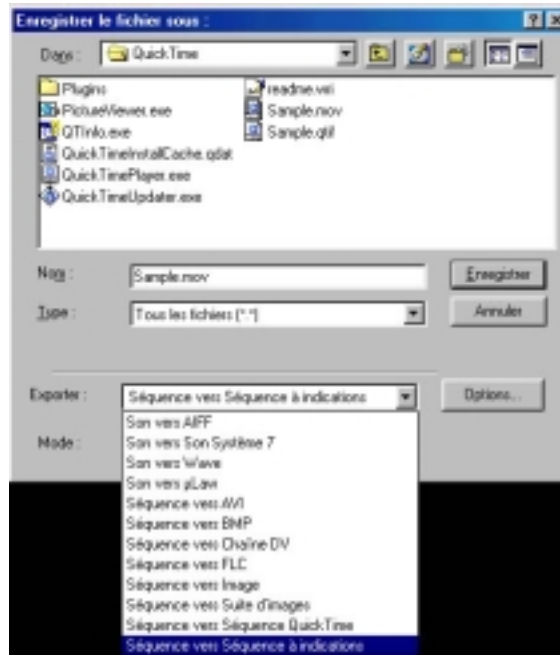 Enregistrer le fichier sous :
Dans : QuickTime
Plugins
PictureViewer.exe
QTInfo.exe
QuickTimeInstallCache.qdat
QuickTimePlayer.exe
QuickTimeUpdater.exe
readme.wri
Sample.mov
Sample.qtif
Nom : Sample.mov Enregistrer
Type : Tous les fichiers (*.*) Annuler
Exporter : Séquence vers Séquence à indications Options...
Mode :
Son vers AIFF
Son vers Son Système 7
Son vers Wave
Son vers µLaw
Séquence vers AVI
Séquence vers BMP
Séquence vers Chaîne DV
Séquence vers FLC
Séquence vers Image
Séquence vers Suite d'images
Séquence vers Séquence QuickTime
Séquence vers Séquence à indications